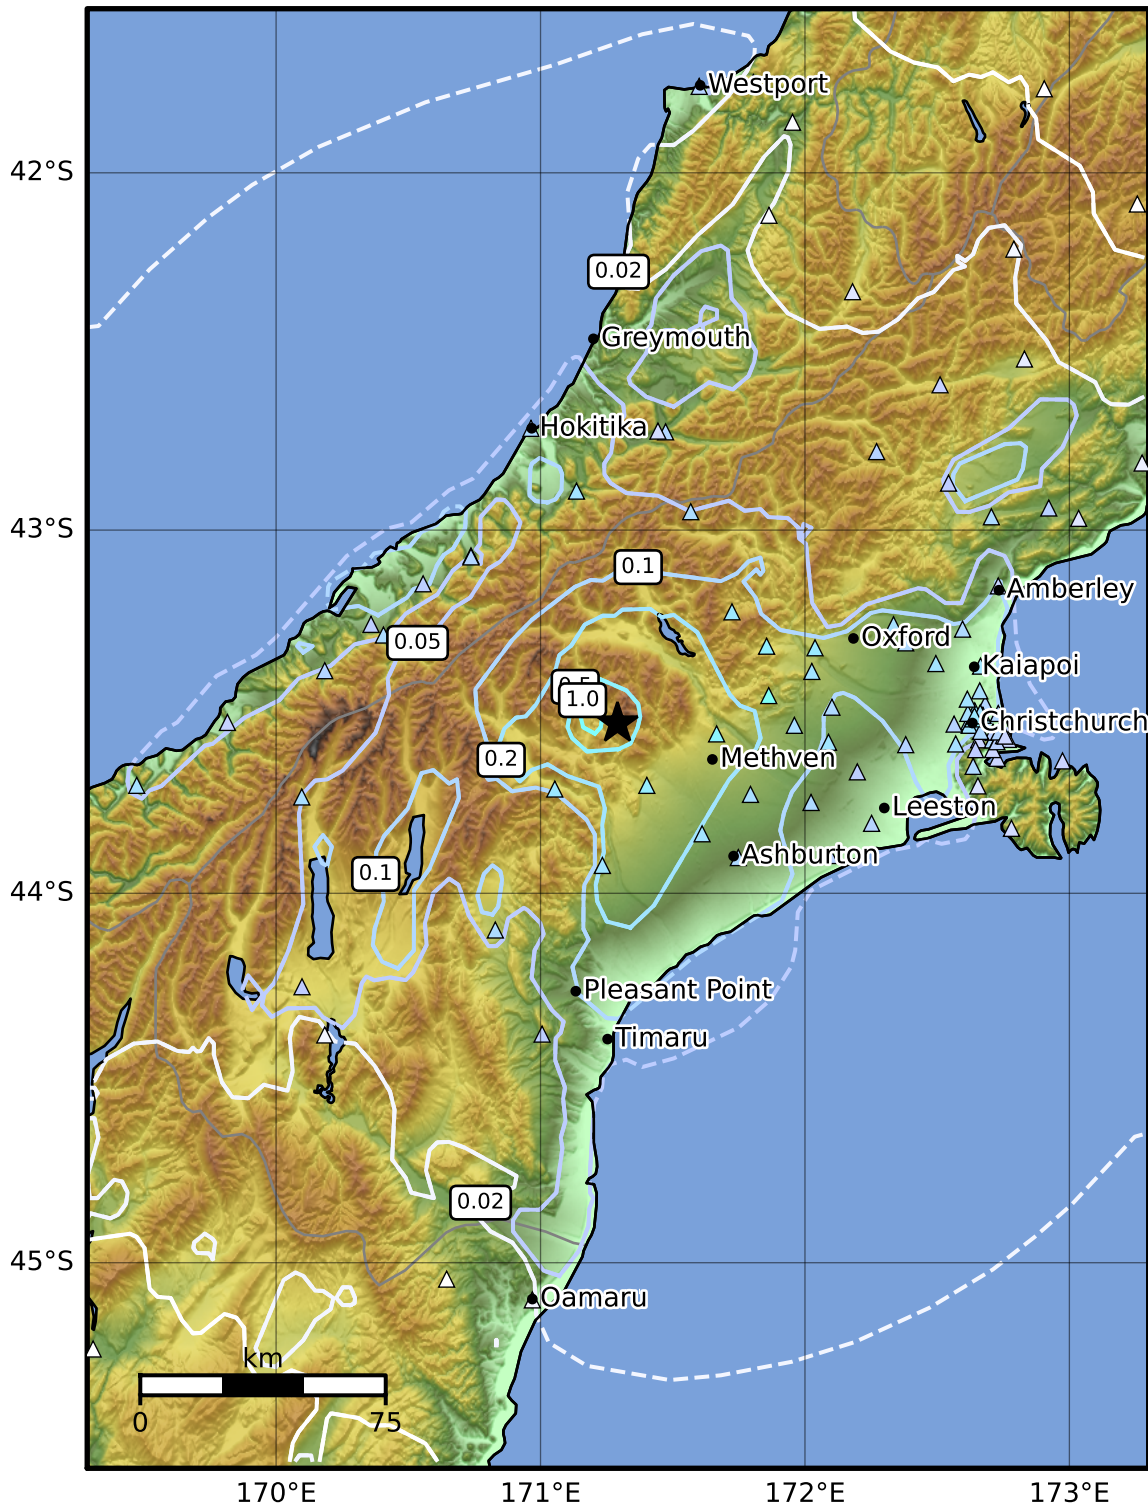 Westport
42°S
0.02
Greymouth
Hokitika
43°S
0.1
Amberley
0.05
Oxford
Kaiapoi
0.5
1.0
Christchurch
0.2
Methven
Leeston
Ashburton
0.1
44°S
Pleasant Point
Timaru
0.02
45°S
Oamaru
km
0
75
170°E
171°E
172°E
173°E